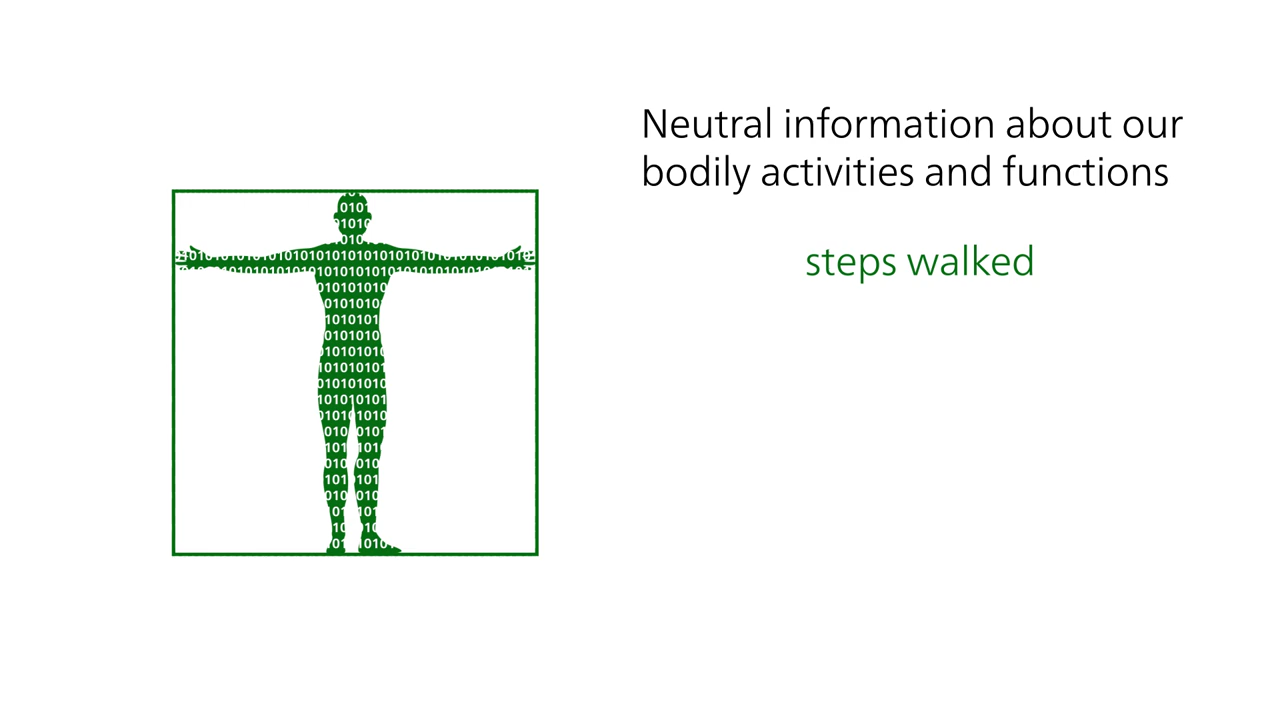 Neutral information about our
bodily activities and functions
steps walked